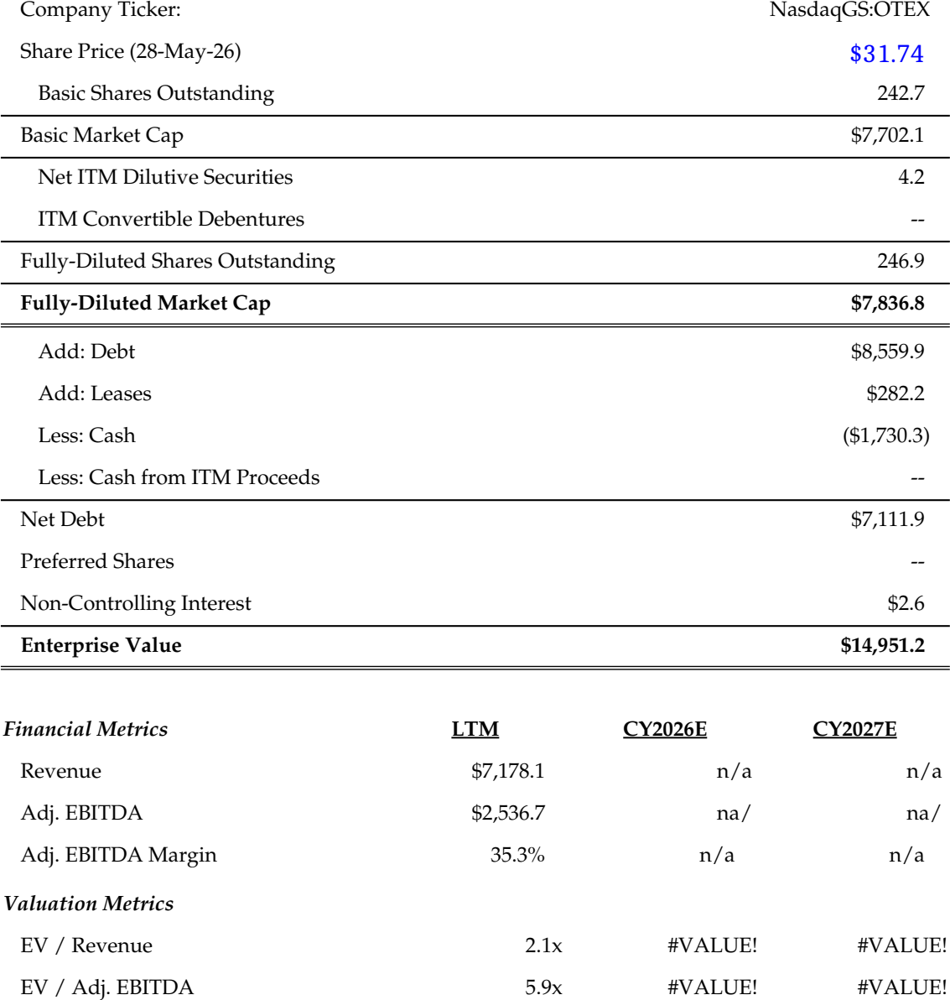 Company Ticker: NasdaqGS:OTEX
Share Price (28-May-26) $31.74
Basic Shares Outstanding 242.7
Basic Market Cap $7,702.1
Net ITM Dilutive Securities 4.2
ITM Convertible Debentures --
Fully-Diluted Shares Outstanding 246.9
Fully-Diluted Market Cap $7,836.8
Add: Debt $8,559.9
Add: Leases $282.2
Less: Cash ($1,730.3)
Less: Cash from ITM Proceeds --
Net Debt $7,111.9
Preferred Shares --
Non-Controlling Interest $2.6
Enterprise Value $14,951.2
Financial Metrics LTM CY2026E CY2027E
Revenue $7,178.1 n/a n/a
Adj. EBITDA $2,536.7 na/ na/
Adj. EBITDA Margin 35.3% n/a n/a
Valuation Metrics
EV / Revenue 2.1x #VALUE! #VALUE!
EV / Adj. EBITDA 5.9x #VALUE! #VALUE!